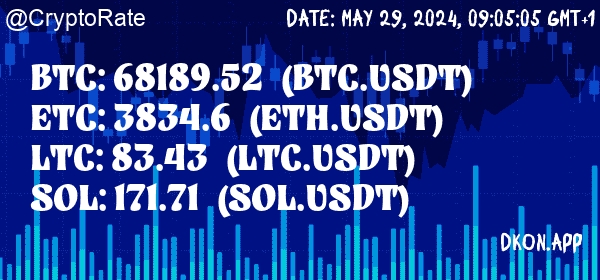 @CryptoRate
DATE: MAY 29, 2024, 09:05:05 GMT+1
BTC: 68189.52 (BTC.USDT)
ETC: 3834.6 (ETH.USDT)
LTC: 83.43 (LTC.USDT)
SOL: 171.71 (SOL.USDT)
DKON.APP